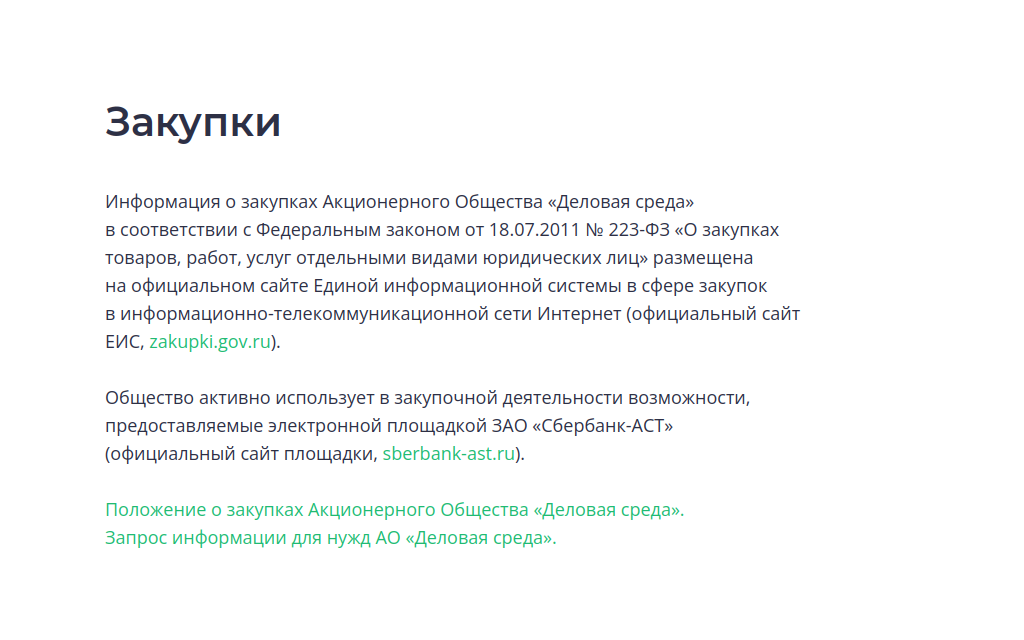 Закупки
Информация о закупках Акционерного Общества «Деловая среда»
в соответствии с Федеральным законом от 18.07.2011 № 223-ФЗ «О закупках
товаров, работ, услуг отдельными видами юридических лиц» размещена
на официальном сайте Единой информационной системы в сфере закупок
в информационно-телекоммуникационной сети Интернет (официальный сайт
ЕИС, zakupki.gov.ru).
Общество активно использует в закупочной деятельности возможности,
предоставляемые электронной площадкой ЗАО «Сбербанк-АСТ»
(официальный сайт площадки, sberbank-ast.ru).
Положение о закупках Акционерного Общества «Деловая среда».
Запрос информации для нужд АО «Деловая среда».